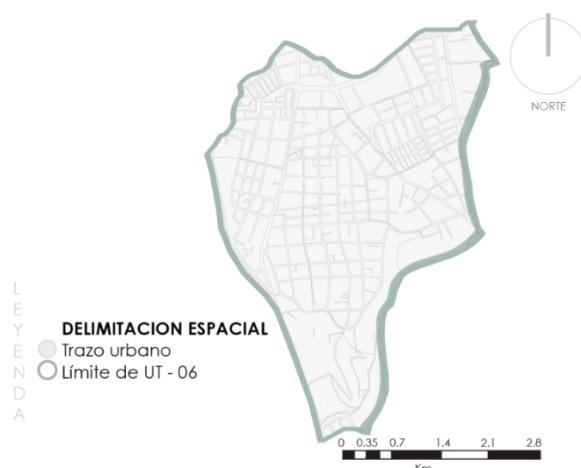 NORTE
LEYENDA
DELIMITACION ESPACIAL
Trazo urbano
Límite de UT - 06
0 0.35 0.7 1.4 2.1 2.8
Km